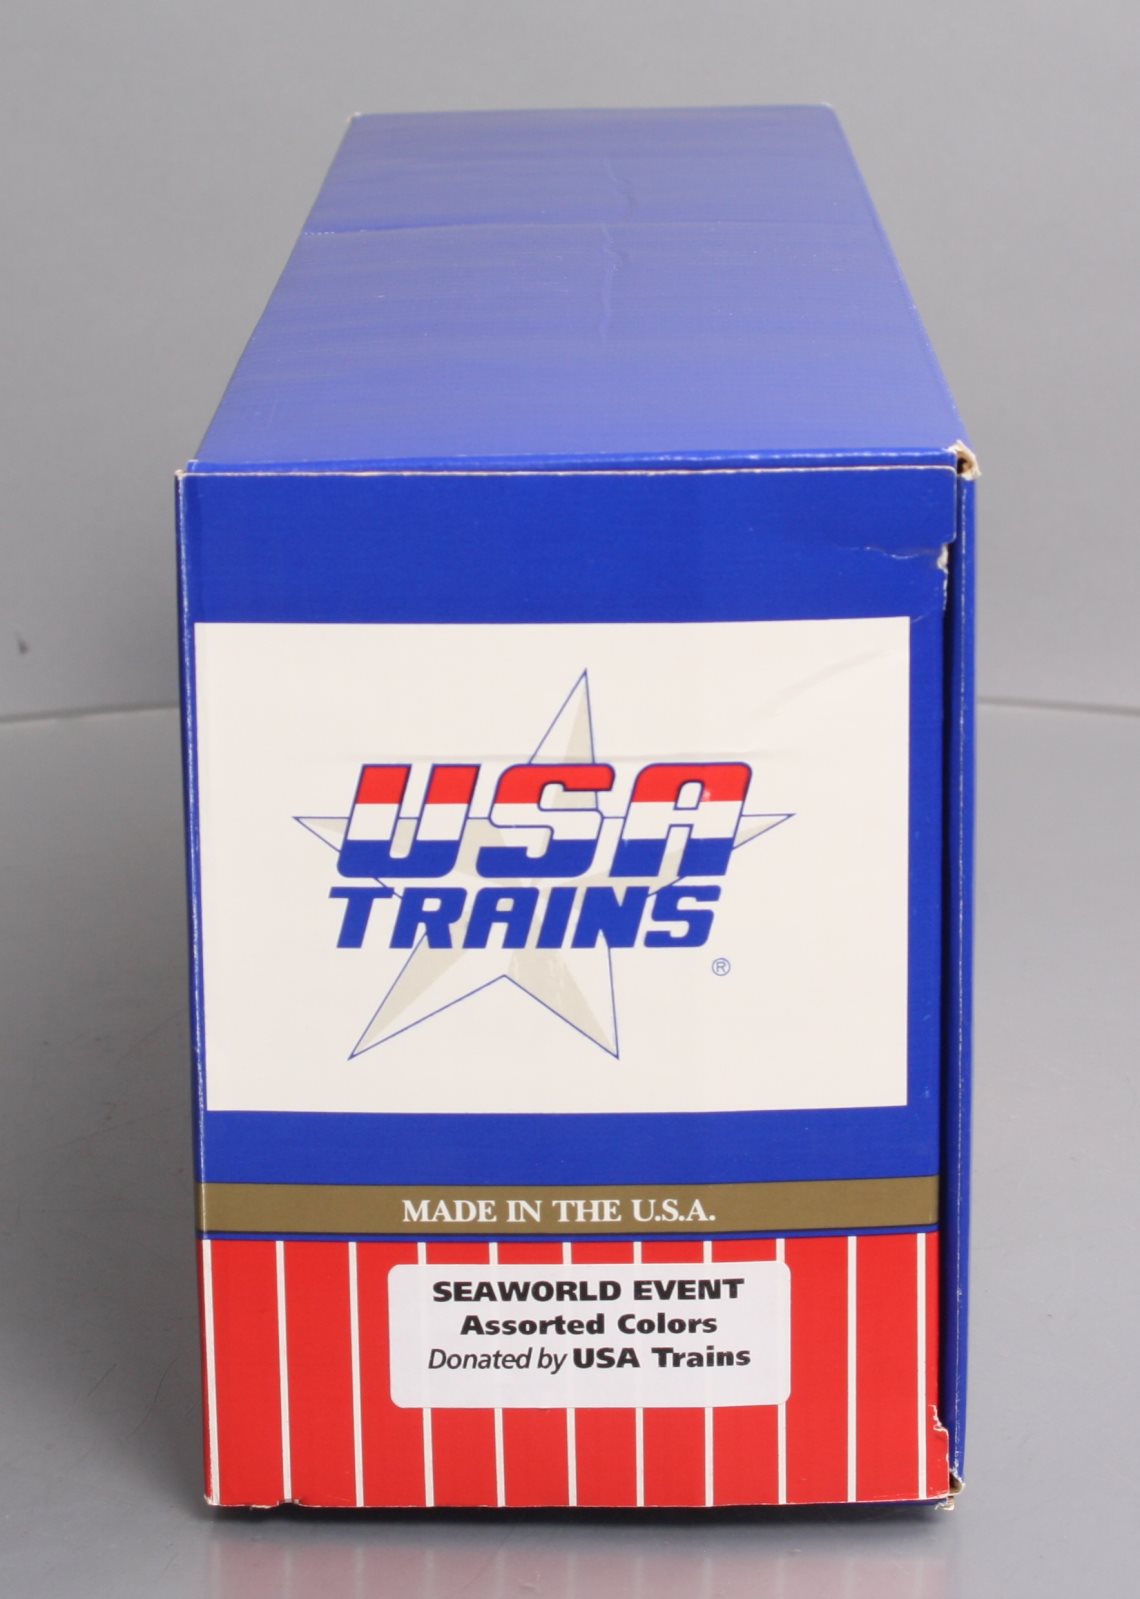 USA
TRAINS
®
MADE IN THE U.S.A.
SEAWORLD EVENT
Assorted Colors
Donated by USA Trains